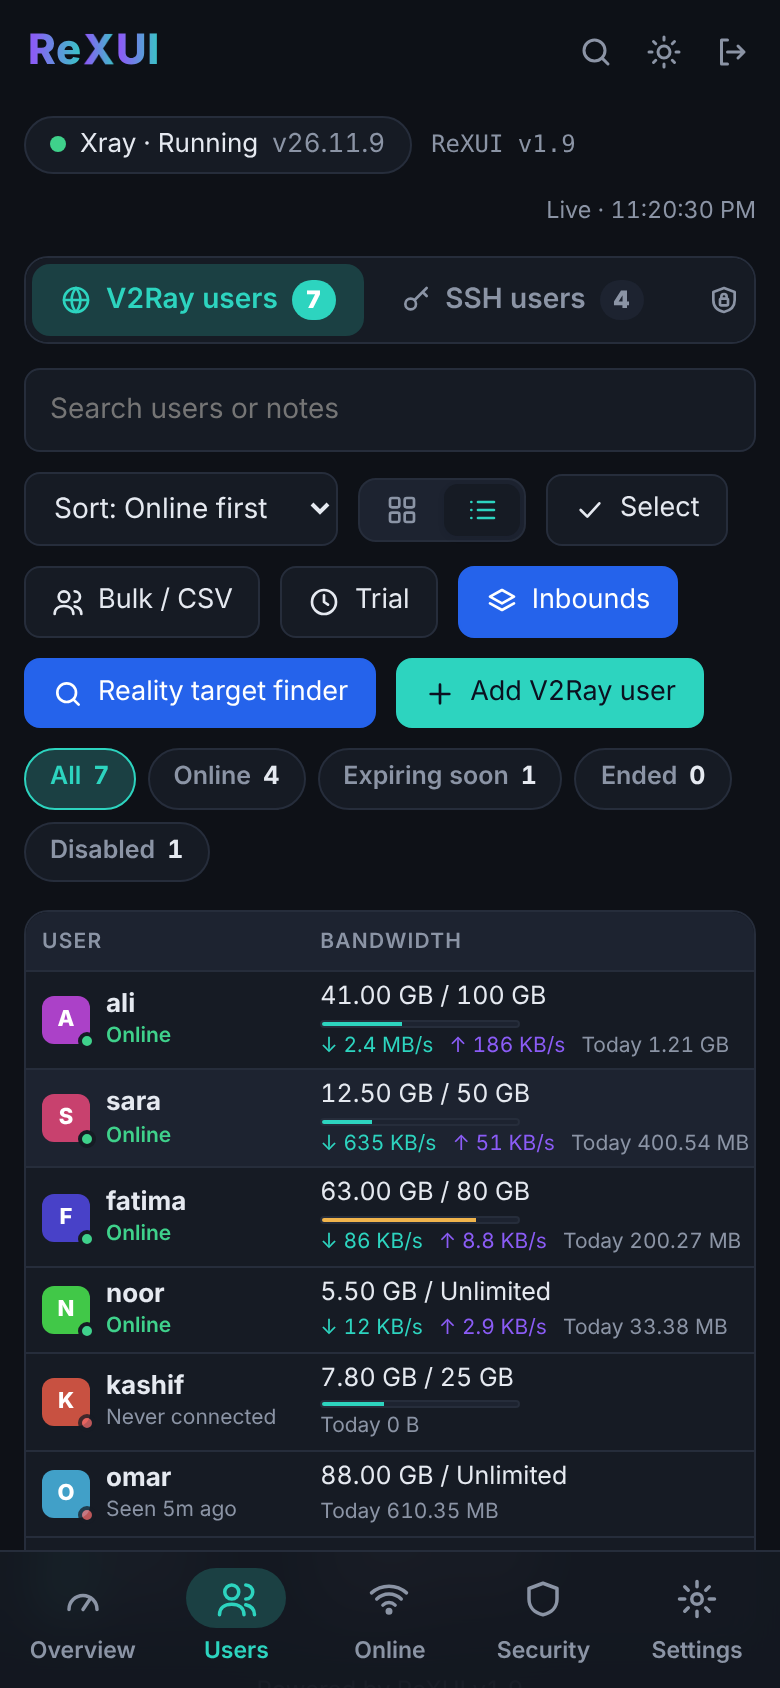 ReXUI
Xray · Running v26.11.9 ReXUI v1.9
Live · 11:20:30 PM
V2Ray users 7 SSH users 4
Search users or notes
Sort: Online first Select
Bulk / CSV Trial Inbounds
Reality target finder Add V2Ray user
All 7 Online 4 Expiring soon 1 Ended 0
Disabled 1
USER BANDWIDTH
A ali 41.00 GB / 100 GB
Online ↓ 2.4 MB/s ↑ 186 KB/s Today 1.21 GB
S sara 12.50 GB / 50 GB
Online ↓ 635 KB/s ↑ 51 KB/s Today 400.54 MB
F fatima 63.00 GB / 80 GB
Online ↓ 86 KB/s ↑ 8.8 KB/s Today 200.27 MB
N noor 5.50 GB / Unlimited
Online ↓ 12 KB/s ↑ 2.9 KB/s Today 33.38 MB
K kashif 7.80 GB / 25 GB
Never connected Today 0 B
O omar 88.00 GB / Unlimited
Seen 5m ago Today 610.35 MB
Overview Users Online Security Settings